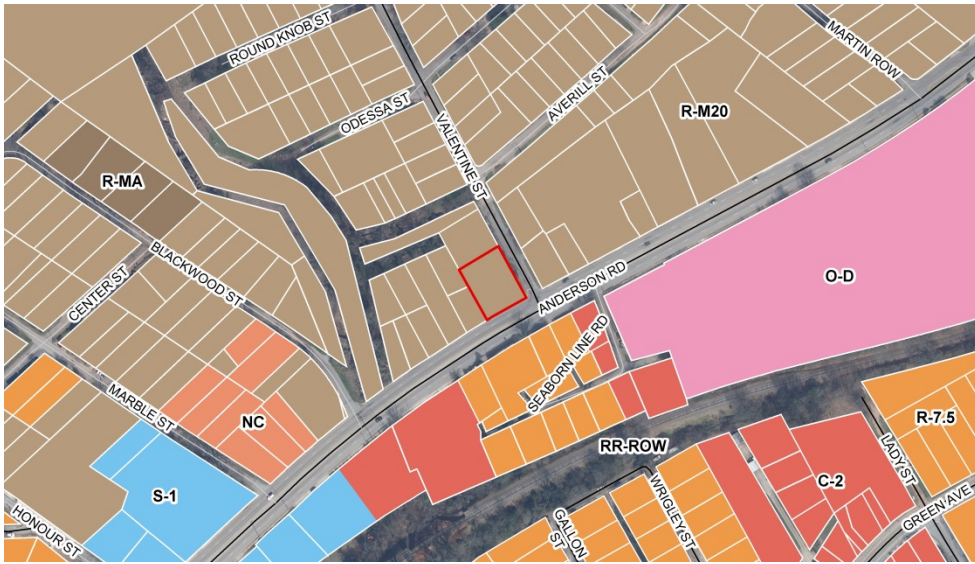 ROUND KNOB ST
MARTIN ROW
ODESSA ST
AVERILL ST
VALENTINE ST
R-M20
R-MA
BLACKWOOD ST
CENTER ST
ANDERSON RD
O-D
SEABORN LINE RD
MARBLE ST
NC
R-7.5
RR-ROW
LADY ST
C-2
S-1
WRIGLEY ST
GREEN AVE
HONOUR ST
GALLON
ST